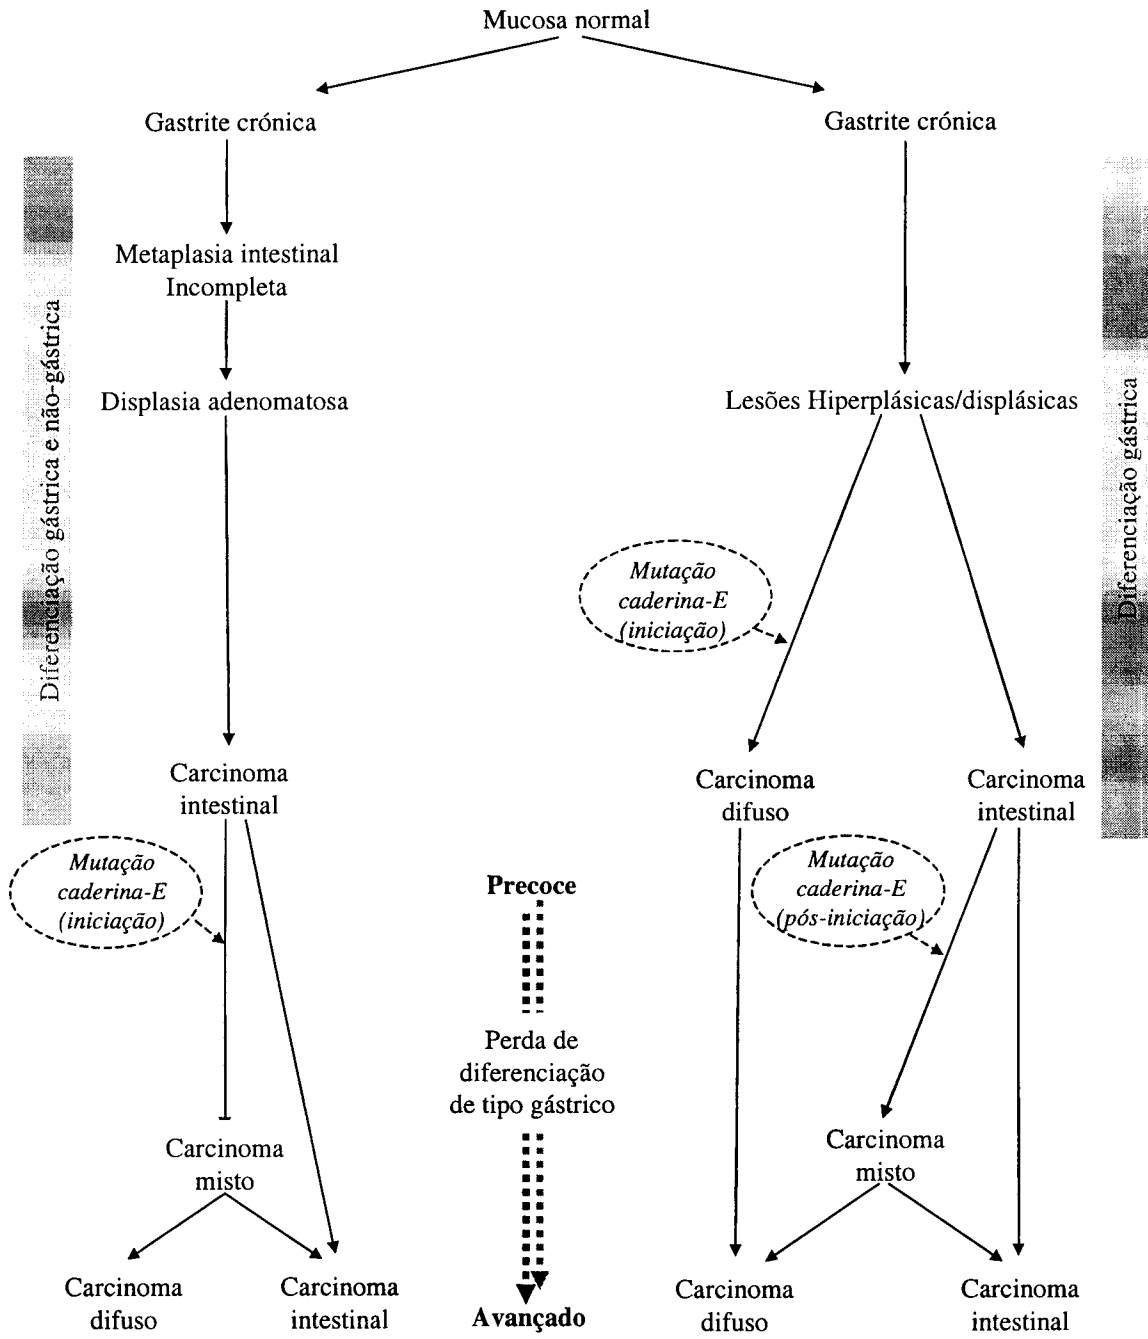 Mucosa normal
Gastrite crónica
Gastrite crónica
Metaplasia intestinal
Incompleta
Displasia adenomatosa
Lesões Hiperplásicas/displásicas
Diferenciação gástrica e não-gástrica
Diferenciação gástrica
Mutação
caderina-E
(iniciação)
Carcinoma
intestinal
Carcinoma
difuso
Carcinoma
intestinal
Mutação
caderina-E
(iniciação)
Precoce
Mutação
caderina-E
(pós-iniciação)
Perda de
diferenciação
de tipo gástrico
Carcinoma
misto
Carcinoma
misto
Carcinoma
difuso
Carcinoma
intestinal
Avançado
Carcinoma
difuso
Carcinoma
intestinal